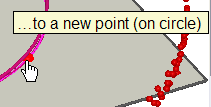 ...to a new point (on circle)